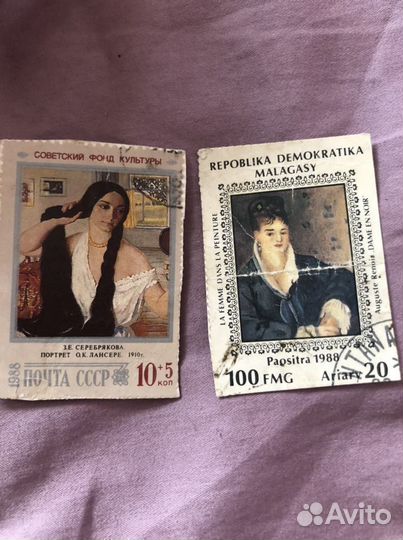 СОВЕТСКИЙ ФОНД КУЛЬТУРЫ
З.Е. СЕРЕБРЯКОВА
ПОРТРЕТ О.К. ЛАНСЕРЕ. 1910г.
1988 ПОЧТА СССР 10+5 КОП
REPOBLIKA DEMOKRATIKA
MALAGASY
LA FEMME DANS LA PEINTURE
Auguste Renoir, DAME EN NOIR
Paositra 1988
100 FMG Ariary 20
Avito